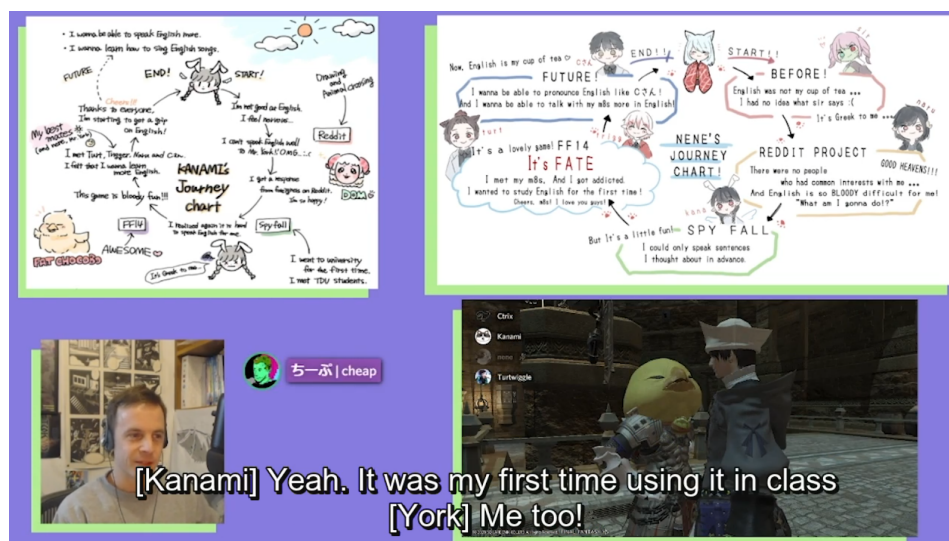 • I wanna be able to speak English more.
• I wanna learn how to sing English songs.
FUTURE
END!
START!
Cheers!!!
Thanks to everyone,
I'm starting to get a grip
on English!
I'm not good at English.
I feel nervous...
Drawing and
Animal crossing
Reddit
My best
mates
I met Turt, Trigger, Naru and C
I felt that I wanna learn
more English.
I can't speak English well
I got a response
from foreigners on Reddit.
I'm so happy!
DOM
KANAMI's
Journey
chart
This game is bloody fun!!!
FF14
AWESOME
FAT CHOCOBO
I realized again it is hard
to speak English for me.
Spyfall
It's Greek to me...
I went to university
for the first time.
I met TDU students.
Now, English is my cup of tea
Cさん
END!!
START!!
FUTURE!
I wanna be able to pronounce English like Cさん!
And I wanna be able to talk with my m8s more in English!
BEFORE!
English was not my cup of tea ...
I had no idea what sir says :(
It's Greek to me ...
naru
turt
It's a lovely game! FF14
It's FATE
I met my m8s, And I got addicted.
I wanted to study English for the first time!
Cheers, m8s! I love you guys!
NENE'S
JOURNEY
CHART!
REDDIT PROJECT
GOOD HEAVENS!!!
There were no people
who had common interests with me ...
And English is so BLOODY difficult for me!
"What am I gonna do!?"
kana
But It's a little fun!
SPY FALL
I could only speak sentences
I thought about in advance.
Ctrix
Kanami
nene
Turtwiggle
ちーぷ | cheap
[Kanami] Yeah. It was my first time using it in class
[York] Me too!